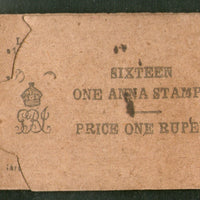 SIXTEEN
ONE ANNA STAMP
PRICE ONE RUPE